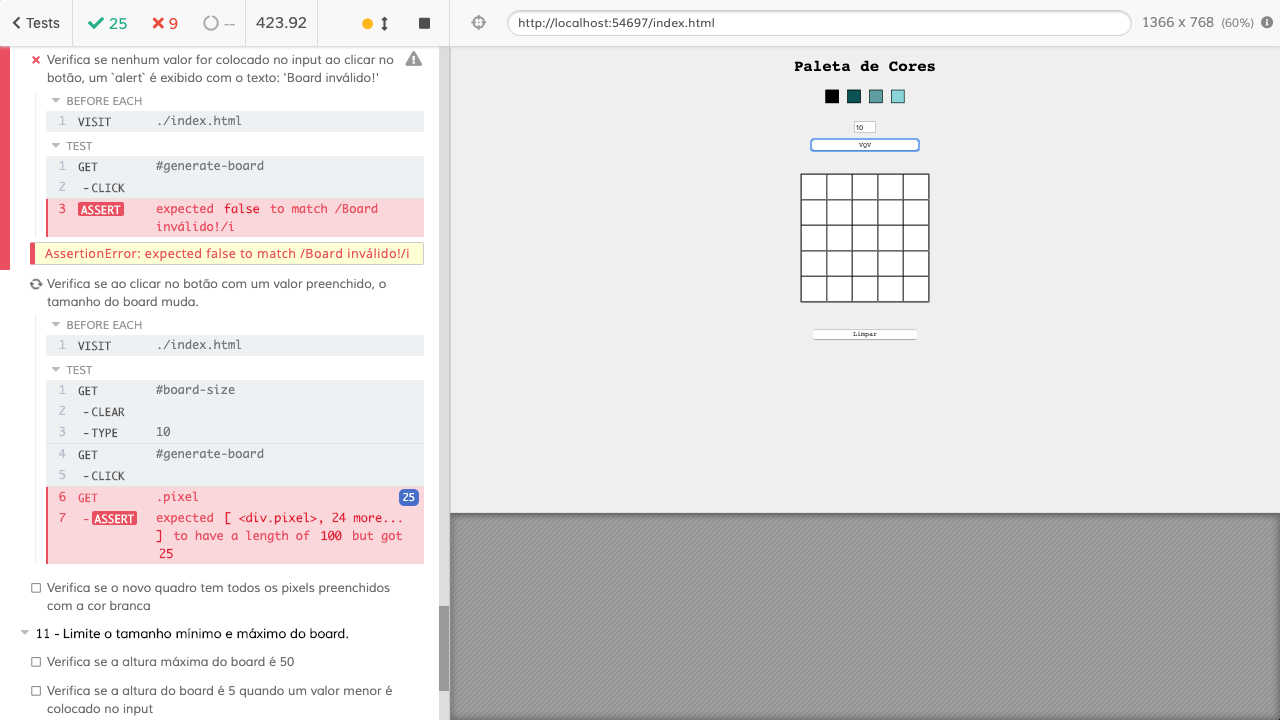 Tests 25 9 -- 423.92
Verifica se nenhum valor for colocado no input ao clicar no
botão, um `alert` é exibido com o texto: 'Board inválido!'
BEFORE EACH
1 VISIT ./index.html
TEST
1 GET #generate-board
2 -CLICK
3 ASSERT expected false to match /Board
inválido!/i
AssertionError: expected false to match /Board inválido!/i
Verifica se ao clicar no botão com um valor preenchido, o
tamanho do board muda.
BEFORE EACH
1 VISIT ./index.html
TEST
1 GET #board-size
2 -CLEAR
3 -TYPE 10
4 GET #generate-board
5 -CLICK
6 GET .pixel 25
7 -ASSERT expected [ <div.pixel>, 24 more...
] to have a length of 100 but got
25
Verifica se o novo quadro tem todos os pixels preenchidos
com a cor branca
11 - Limite o tamanho mínimo e máximo do board.
Verifica se a altura máxima do board é 50
Verifica se a altura do board é 5 quando um valor menor é
colocado no input
http://localhost:54697/index.html 1366 x 768 (60%)
Paleta de Cores
10
VQV
Limpar